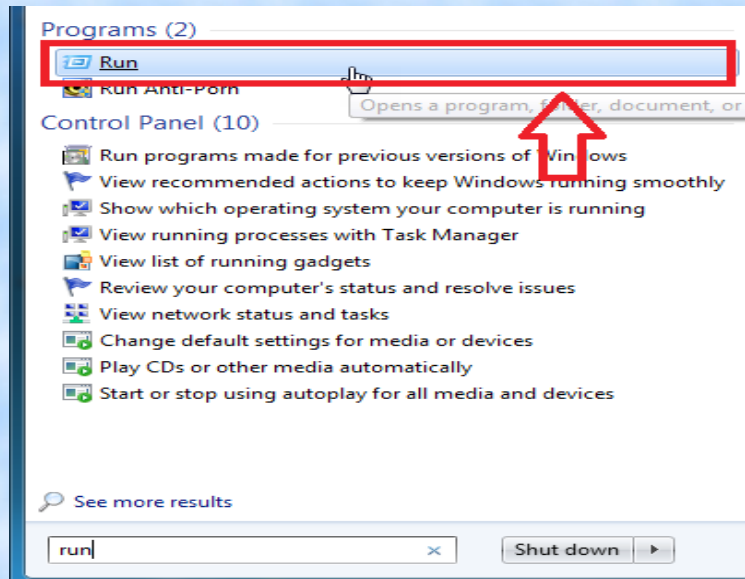 Programs (2)
Run
Run Anti-Porn
Opens a program, folder, document, or
Control Panel (10)
Run programs made for previous versions of Windows
View recommended actions to keep Windows running smoothly
Show which operating system your computer is running
View running processes with Task Manager
View list of running gadgets
Review your computer's status and resolve issues
View network status and tasks
Change default settings for media or devices
Play CDs or other media automatically
Start or stop using autoplay for all media and devices
See more results
run
Shut down